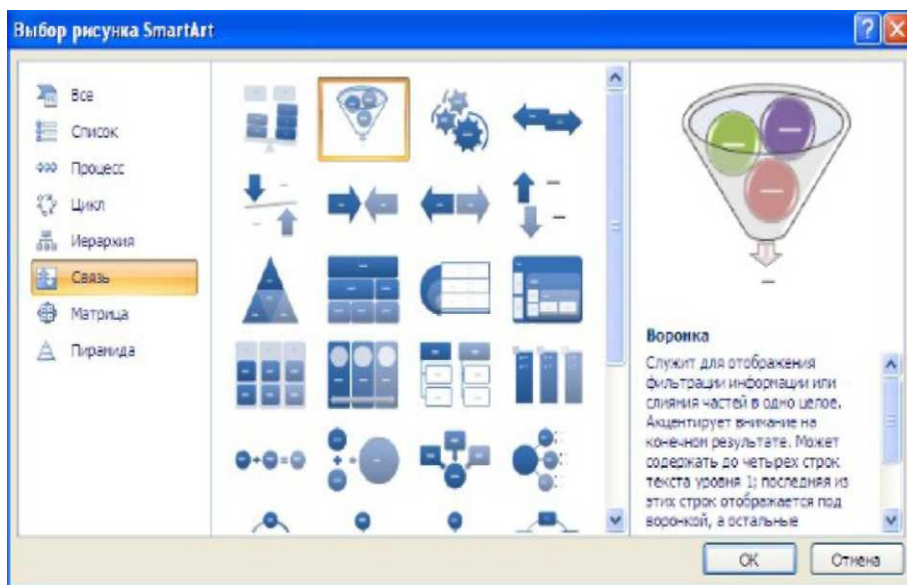 Выбор рисунка SmartArt
Все
Список
Процесс
Цикл
Иерархия
Связь
Матрица
Пирамида
Воронка
Служит для отображения
фильтрации информации или
слияния частей в одно целое.
Акцентирует внимание на
конечном результате. Может
содержать до четырех строк
текста уровня 1; последняя из
этих строк отображается под
воронкой, а остальные
ОК
Отмена